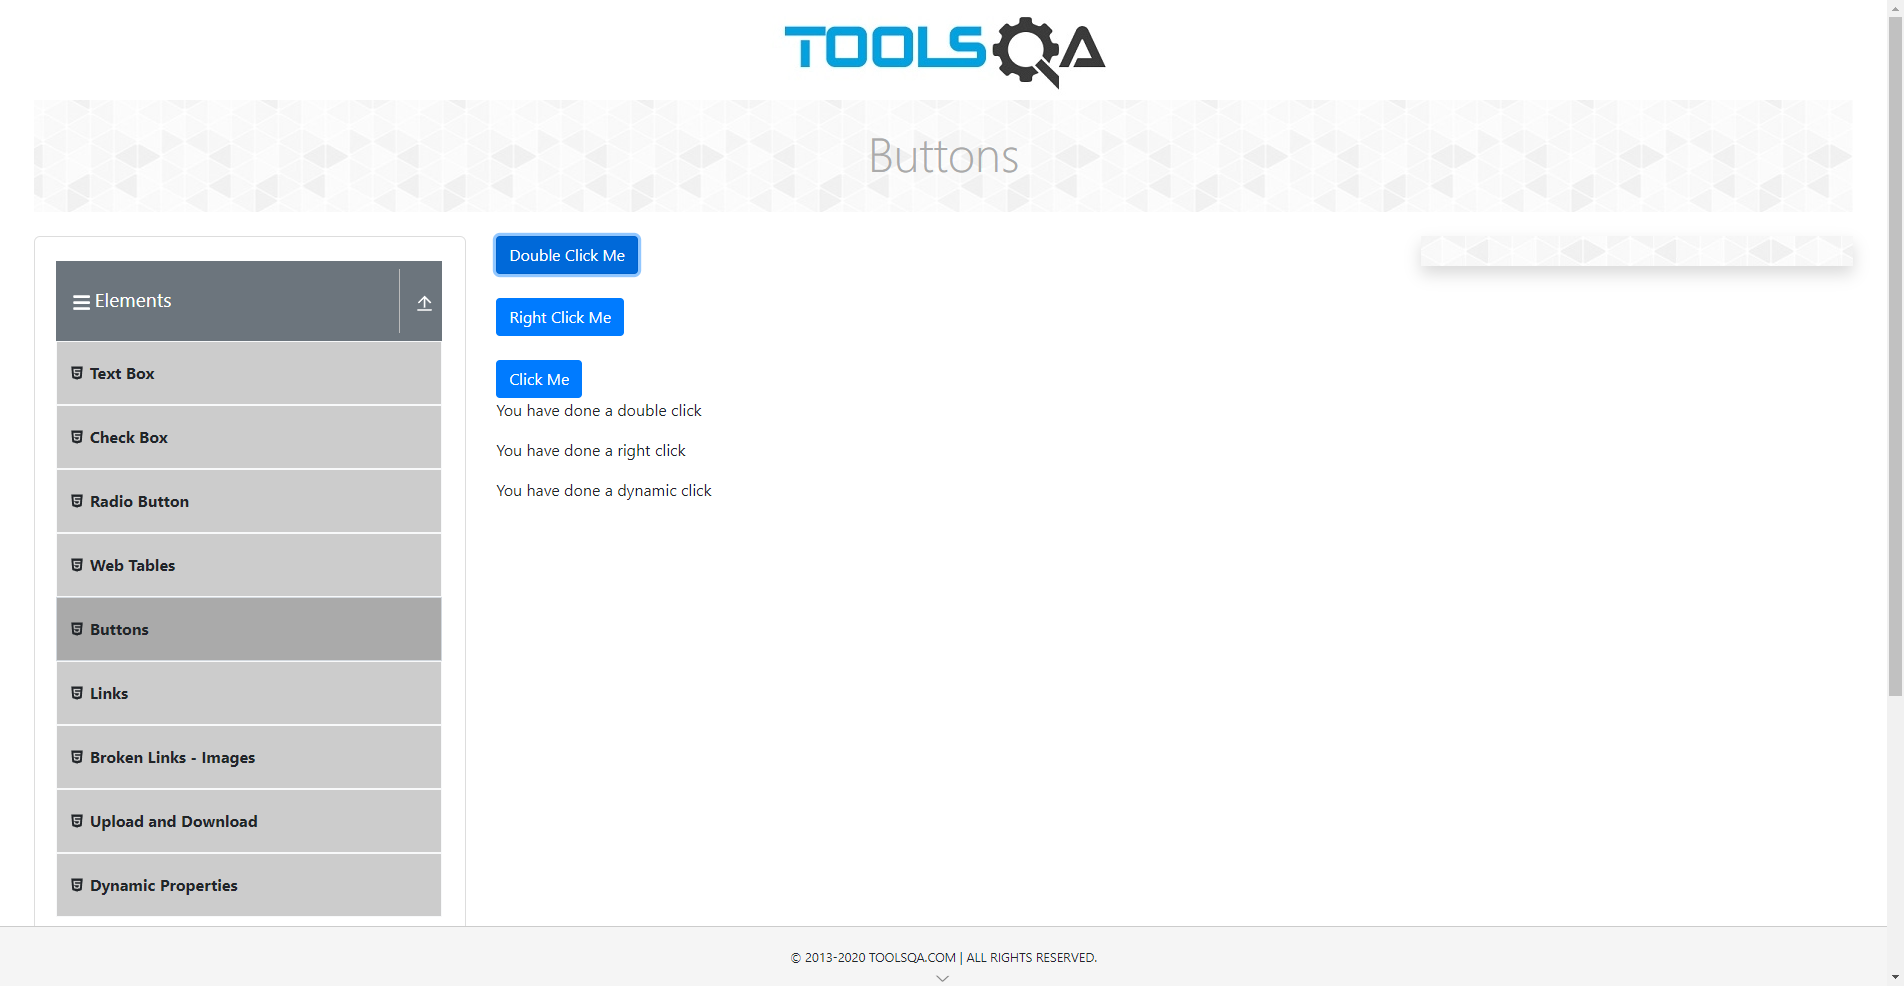 TOOLSQA
Buttons
Elements
Text Box
Check Box
Radio Button
Web Tables
Buttons
Links
Broken Links - Images
Upload and Download
Dynamic Properties
Double Click Me
Right Click Me
Click Me
You have done a double click
You have done a right click
You have done a dynamic click
© 2013-2020 TOOLSQA.COM | ALL RIGHTS RESERVED.